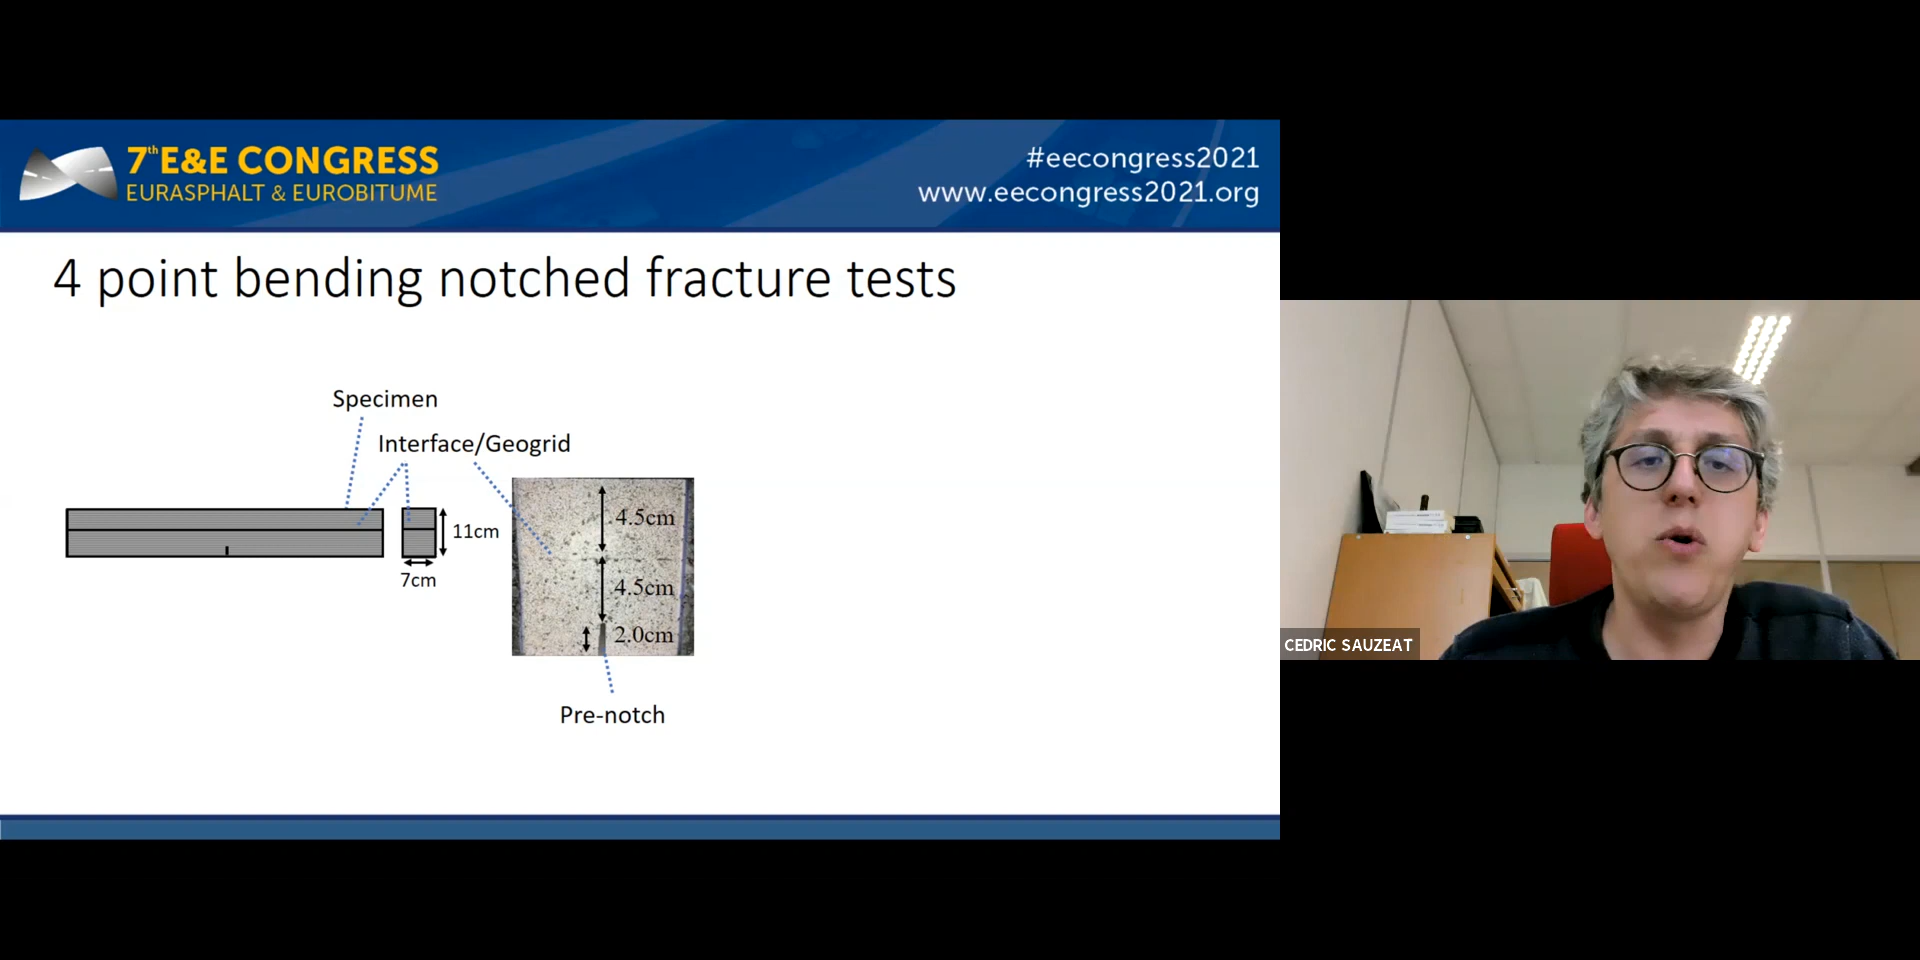 7th E&E CONGRESS
EURASPHALT & EUROBITUME
#eecongress2021
www.eecongress2021.org
4 point bending notched fracture tests
Specimen
Interface/Geogrid
11cm
7cm
4.5cm
4.5cm
2.0cm
Pre-notch
CEDRIC SAUZEAT